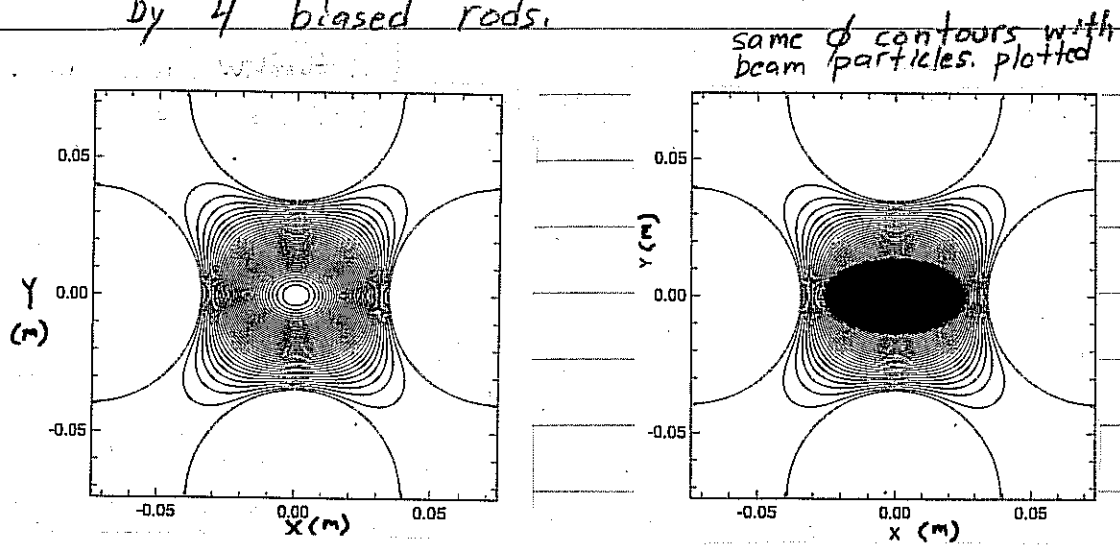 by 4 biased rods.
same φ contours with
beam particles. plotted
0.05
0.00
-0.05
Y
(m)
-0.05
0.00
0.05
X (m)
0.05
0.00
-0.05
Y (m)
-0.05
0.00
0.05
X (m)